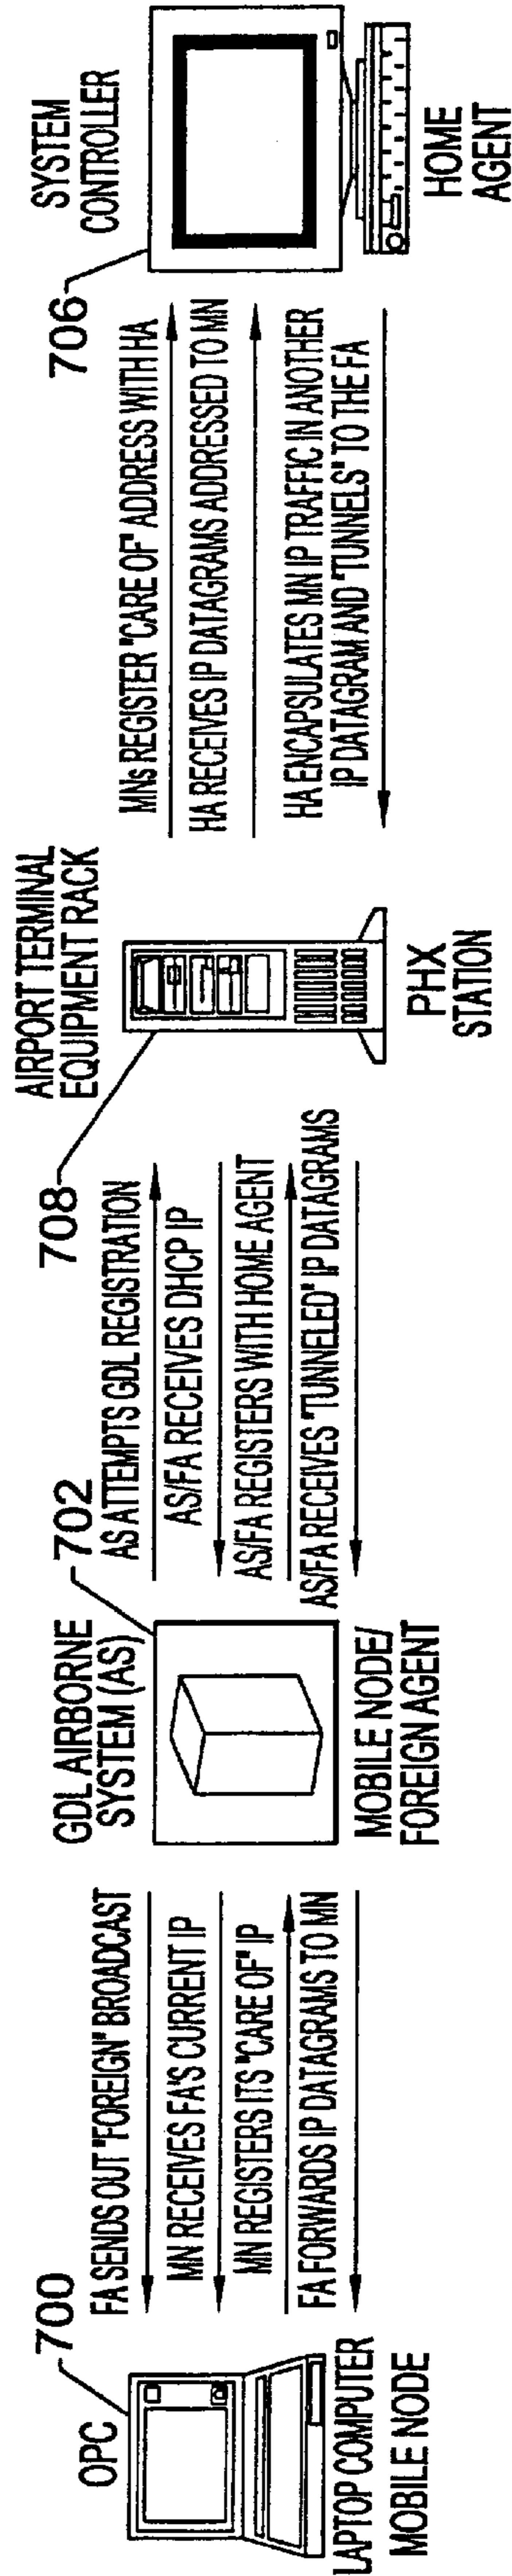 OPC
700
LAPTOP COMPUTER
MOBILE NODE
FA SENDS OUT "FOREIGN" BROADCAST
MN RECEIVES FA'S CURRENT IP
MN REGISTERS ITS "CARE OF" IP
FA FORWARDS IP DATAGRAMS TO MN
GDL AIRBORNE
SYSTEM (AS)
702
MOBILE NODE/
FOREIGN AGENT
AS ATTEMPTS GDL REGISTRATION
AS/FA RECEIVES DHCP IP
AS/FA REGISTERS WITH HOME AGENT
AS/FA RECEIVES "TUNNELED" IP DATAGRAMS
AIRPORT TERMINAL
EQUIPMENT RACK
708
PHX
STATION
MNs REGISTER "CARE OF" ADDRESS WITH HA
HA RECEIVES IP DATAGRAMS ADDRESSED TO MN
HA ENCAPSULATES MN IP TRAFFIC IN ANOTHER
IP DATAGRAM AND "TUNNELS" TO THE FA
SYSTEM
CONTROLLER
706
HOME
AGENT